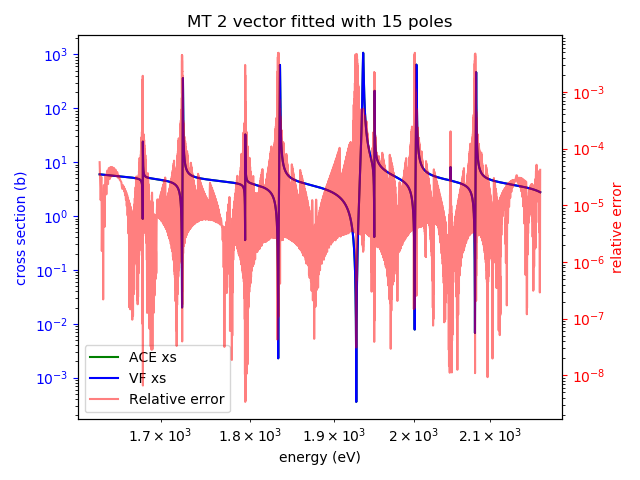 MT 2 vector fitted with 15 poles
cross section (b)
10³
10²
10¹
10⁰
10⁻¹
10⁻²
10⁻³
ACE xs
VF xs
Relative error
1.7 × 10³
1.8 × 10³
1.9 × 10³
2 × 10³
2.1 × 10³
energy (eV)
10⁻³
10⁻⁴
10⁻⁵
10⁻⁶
10⁻⁷
10⁻⁸
relative error